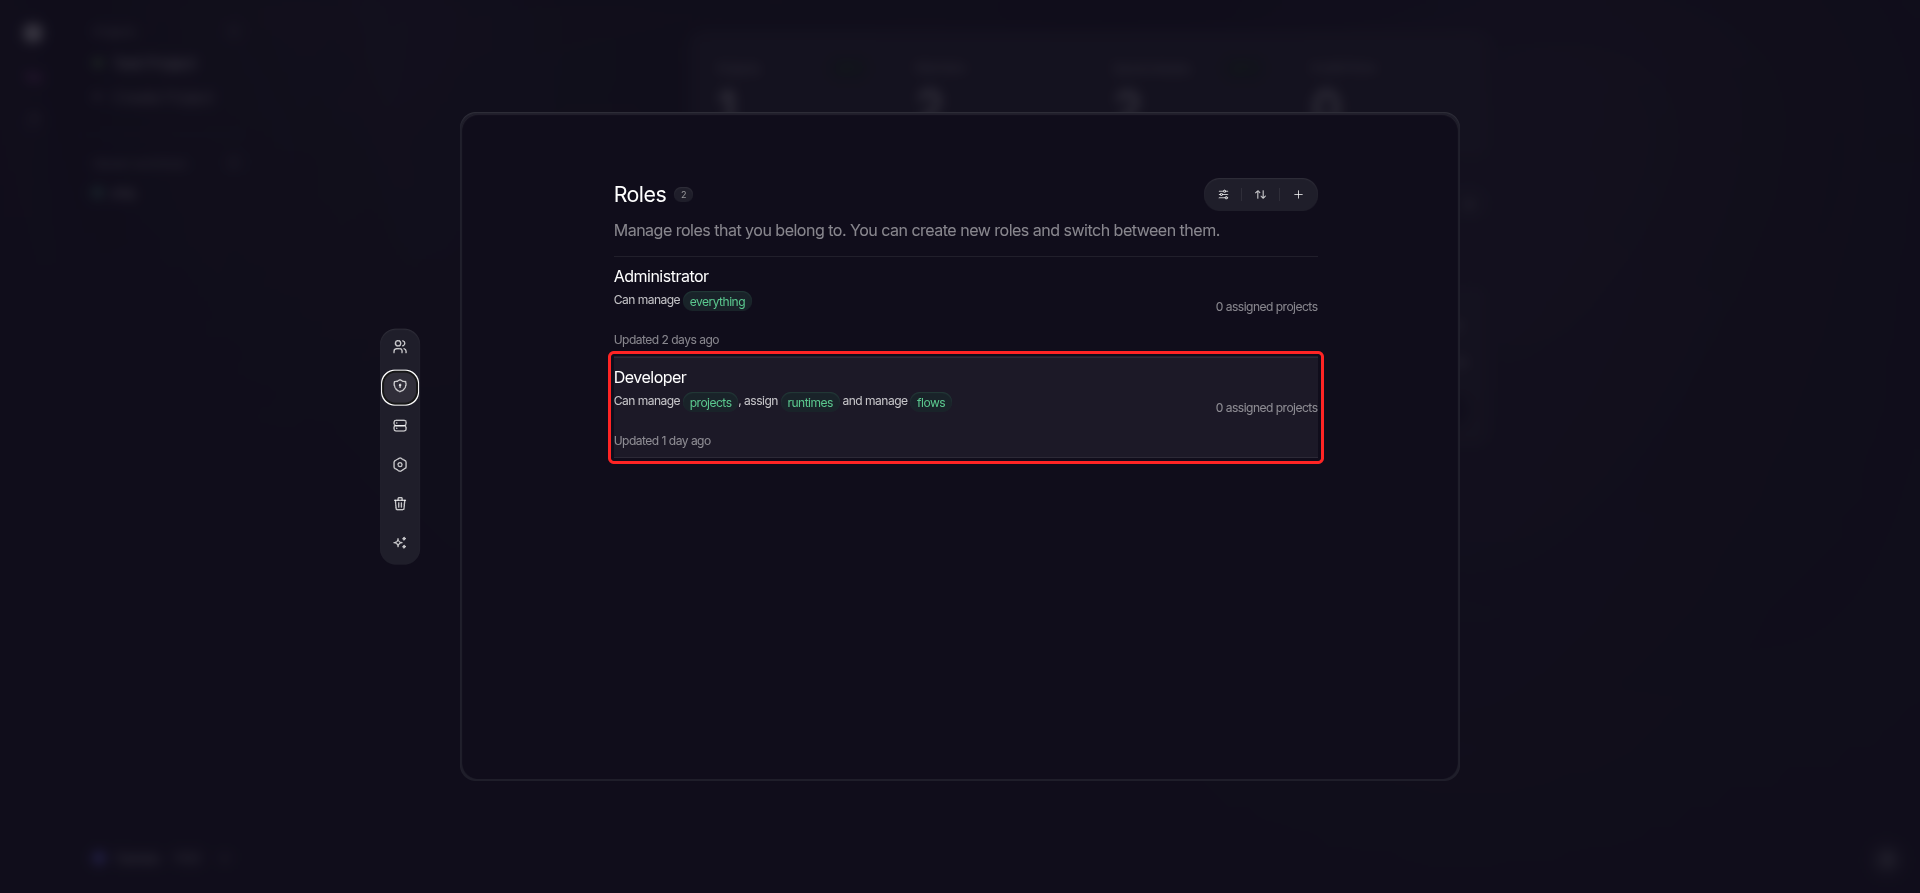 Roles 2
Manage roles that you belong to. You can create new roles and switch between them.
Administrator
Can manage everything
0 assigned projects
Updated 2 days ago
Developer
Can manage projects, assign runtimes and manage flows
0 assigned projects
Updated 1 day ago